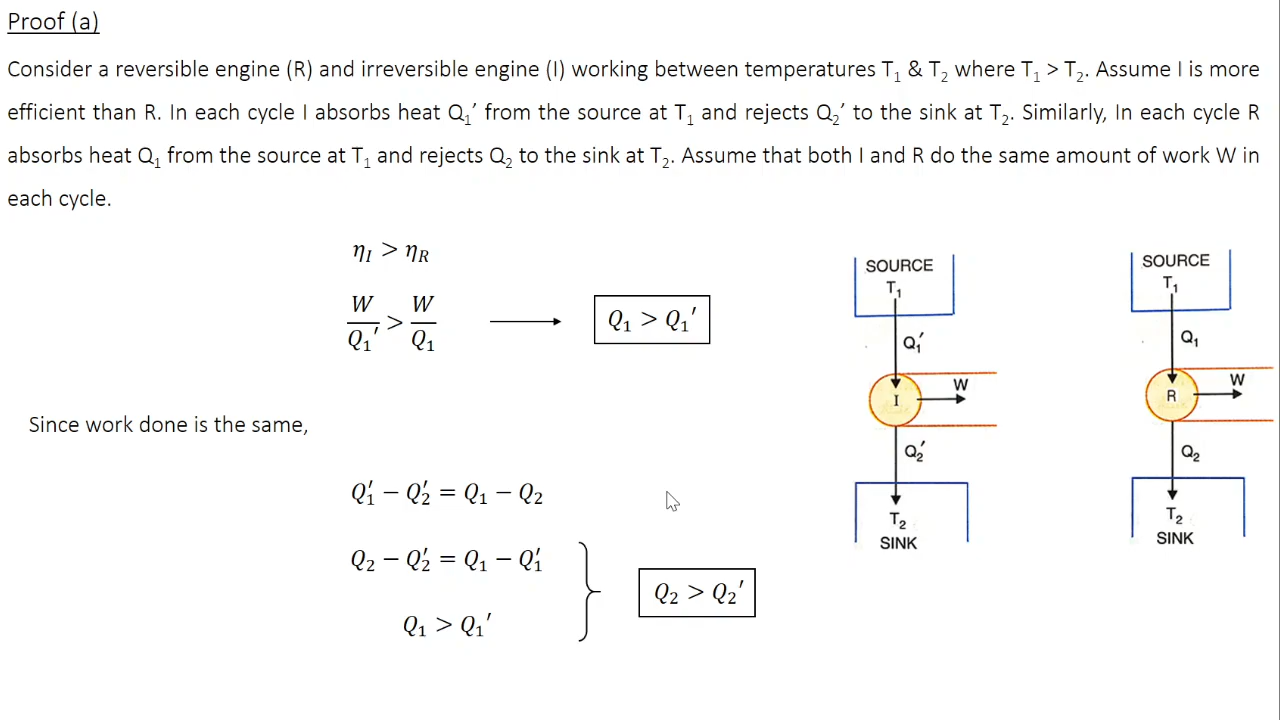 Proof (a)
Consider a reversible engine (R) and irreversible engine (I) working between temperatures T₁ & T₂ where T₁ > T₂. Assume I is more
efficient than R. In each cycle I absorbs heat Q₁’ from the source at T₁ and rejects Q₂’ to the sink at T₂. Similarly, In each cycle R
absorbs heat Q₁ from the source at T₁ and rejects Q₂ to the sink at T₂. Assume that both I and R do the same amount of work W in
each cycle.
η_I > η_R
W/Q₁′ > W/Q₁
Q₁ > Q₁′
Since work done is the same,
Q₁′ − Q₂′ = Q₁ − Q₂
Q₂ − Q₂′ = Q₁ − Q₁′
Q₁ > Q₁′
Q₂ > Q₂′
SOURCE
T₁
Q₁′
I
W
Q₂′
T₂
SINK
SOURCE
T₁
Q₁
R
W
Q₂
T₂
SINK